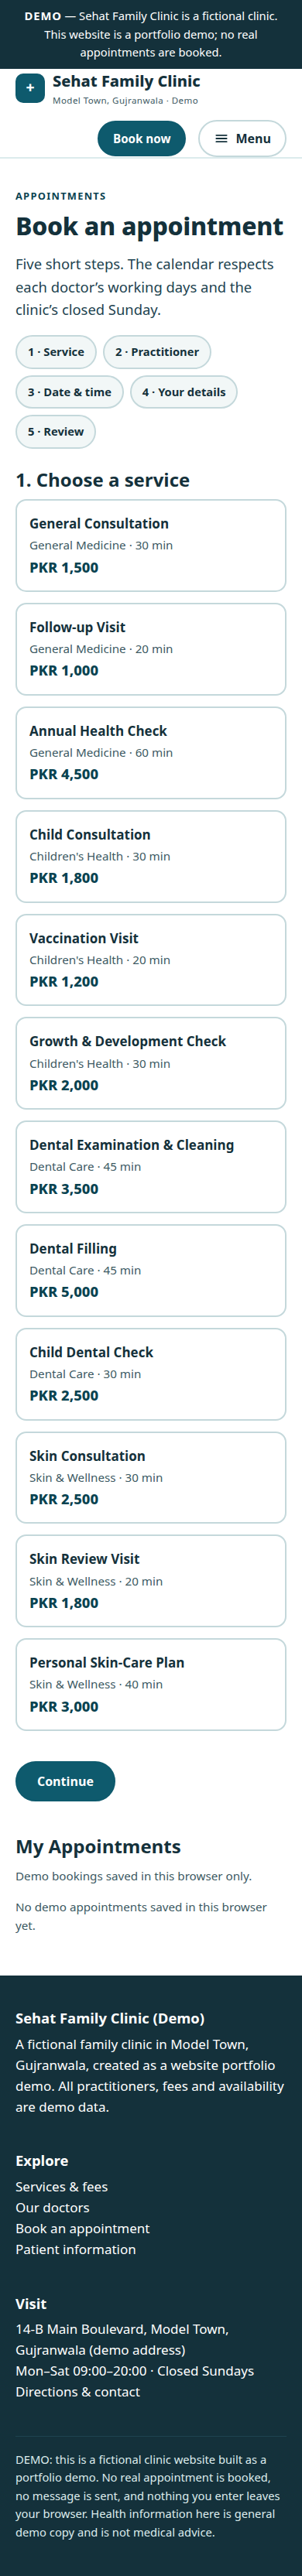 DEMO — Sehat Family Clinic is a fictional clinic.
This website is a portfolio demo; no real
appointments are booked.
+
Sehat Family Clinic
Model Town, Gujranwala · Demo
Book now
Menu
APPOINTMENTS
Book an appointment
Five short steps. The calendar respects
each doctor’s working days and the
clinic’s closed Sunday.
1 · Service
2 · Practitioner
3 · Date & time
4 · Your details
5 · Review
1. Choose a service
General Consultation
General Medicine · 30 min
PKR 1,500
Follow-up Visit
General Medicine · 20 min
PKR 1,000
Annual Health Check
General Medicine · 60 min
PKR 4,500
Child Consultation
Children's Health · 30 min
PKR 1,800
Vaccination Visit
Children's Health · 20 min
PKR 1,200
Growth & Development Check
Children's Health · 30 min
PKR 2,000
Dental Examination & Cleaning
Dental Care · 45 min
PKR 3,500
Dental Filling
Dental Care · 45 min
PKR 5,000
Child Dental Check
Dental Care · 30 min
PKR 2,500
Skin Consultation
Skin & Wellness · 30 min
PKR 2,500
Skin Review Visit
Skin & Wellness · 20 min
PKR 1,800
Personal Skin-Care Plan
Skin & Wellness · 40 min
PKR 3,000
Continue
My Appointments
Demo bookings saved in this browser only.
No demo appointments saved in this browser
yet.
Sehat Family Clinic (Demo)
A fictional family clinic in Model Town,
Gujranwala, created as a website portfolio
demo. All practitioners, fees and availability
are demo data.
Explore
Services & fees
Our doctors
Book an appointment
Patient information
Visit
14-B Main Boulevard, Model Town,
Gujranwala (demo address)
Mon–Sat 09:00–20:00 · Closed Sundays
Directions & contact
DEMO: this is a fictional clinic website built as a
portfolio demo. No real appointment is booked,
no message is sent, and nothing you enter leaves
your browser. Health information here is general
demo copy and is not medical advice.